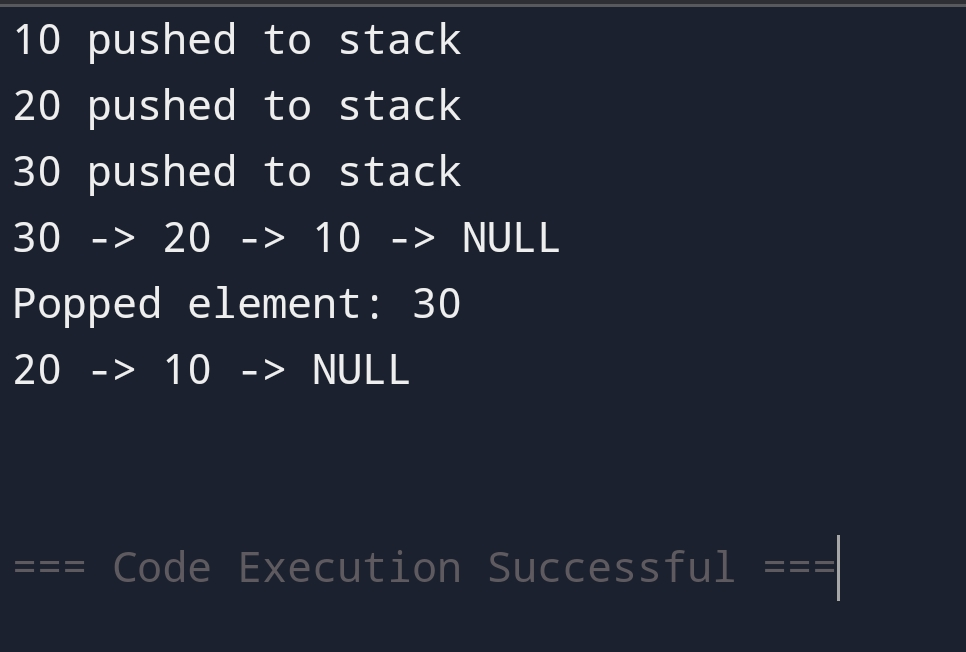 10 pushed to stack
20 pushed to stack
30 pushed to stack
30 -> 20 -> 10 -> NULL
Popped element: 30
20 -> 10 -> NULL
=== Code Execution Successful ===